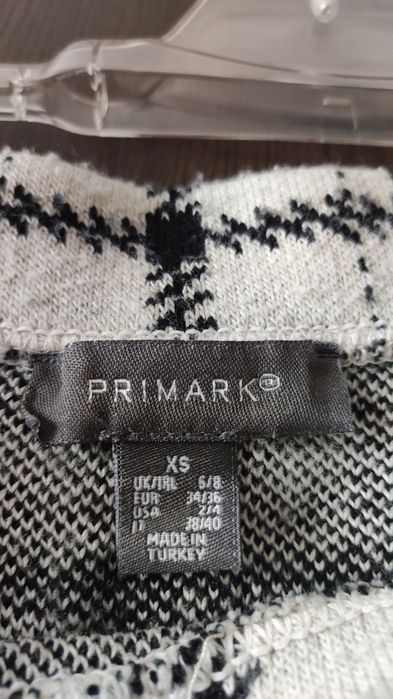 PRIMARK
XS
UK/IRL 6/8
EUR 34/36
USA 2/4
IT 38/40
MADE IN
TURKEY